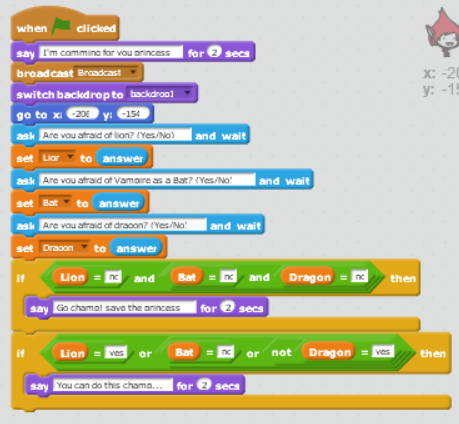 when clicked
say I'm comming for you princess for 2 secs
broadcast Broadcast
switch backdrop to backdrop1
go to x: -208 y: -154
ask Are you afraid of lion? (Yes/No) and wait
set Lion to answer
ask Are you afraid of Vampire as a Bat? (Yes/No) and wait
set Bat to answer
ask Are you afraid of dragon? (Yes/No) and wait
set Dragon to answer
if Lion = no and Bat = no and Dragon = no then
say Go champ! save the princess for 2 secs
if Lion = yes or Bat = no or not Dragon = yes then
say You can do this champ... for 2 secs
x: -20
y: -15